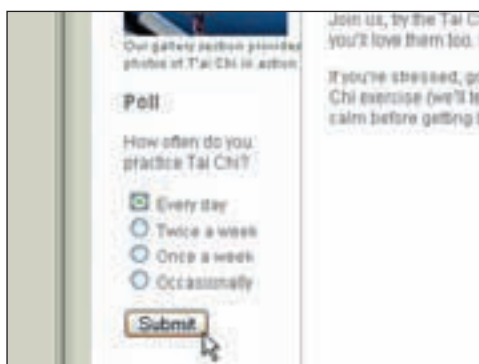 Our gallery section provides
photos of T'ai Chi in action
Poll
How often do you
practice Tai Chi?
Every day
Twice a week
Once a week
Occasionally
Submit
Join us, try the Tai C
you'll love them too.
If you're stressed, g
Chi exercise (we'll te
calm before getting